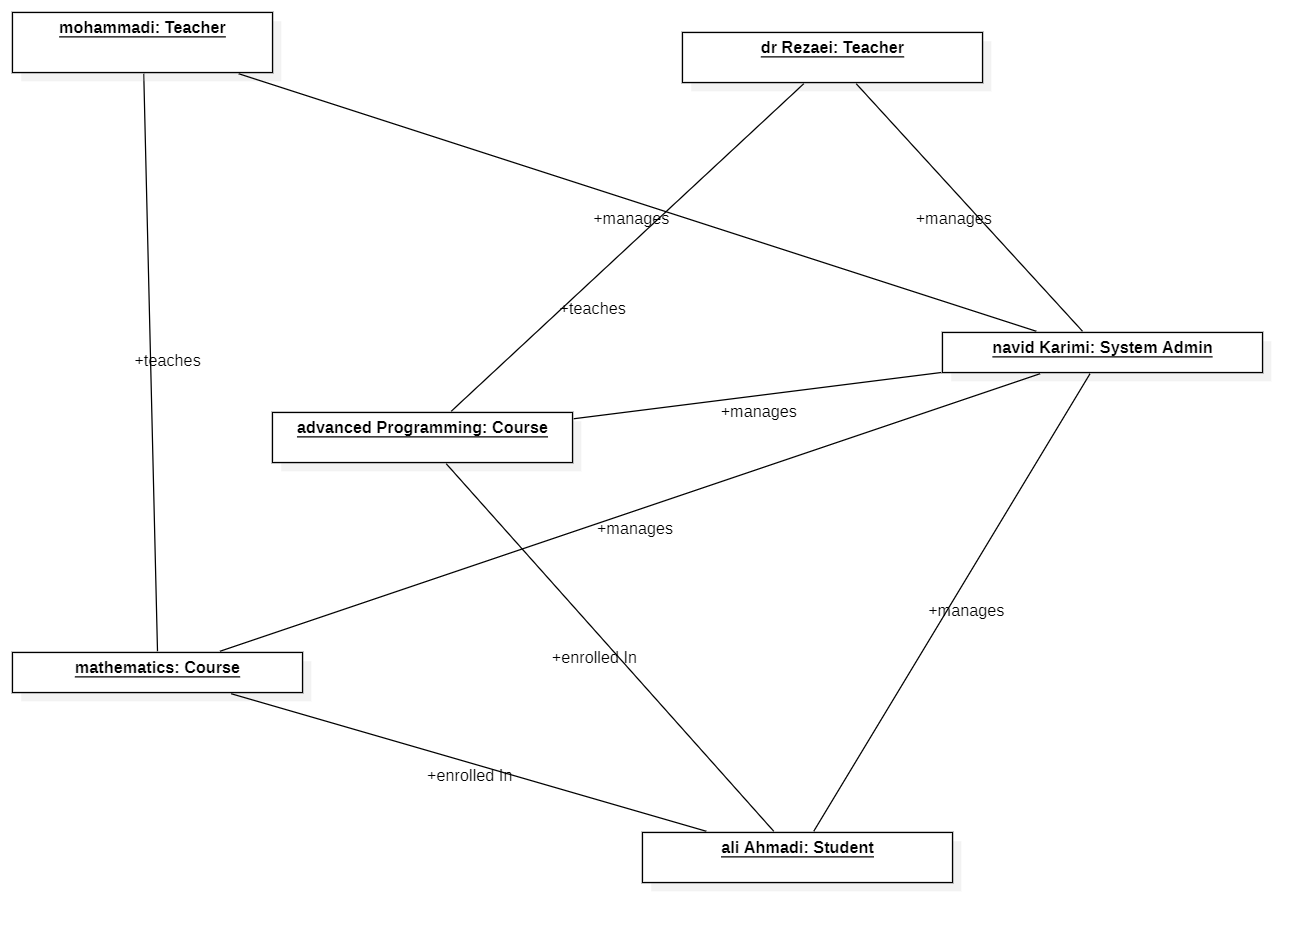 mohammadi: Teacher
dr Rezaei: Teacher
+manages
+manages
+teaches
navid Karimi: System Admin
+teaches
+manages
advanced Programming: Course
+manages
+manages
+enrolled In
mathematics: Course
+enrolled In
ali Ahmadi: Student